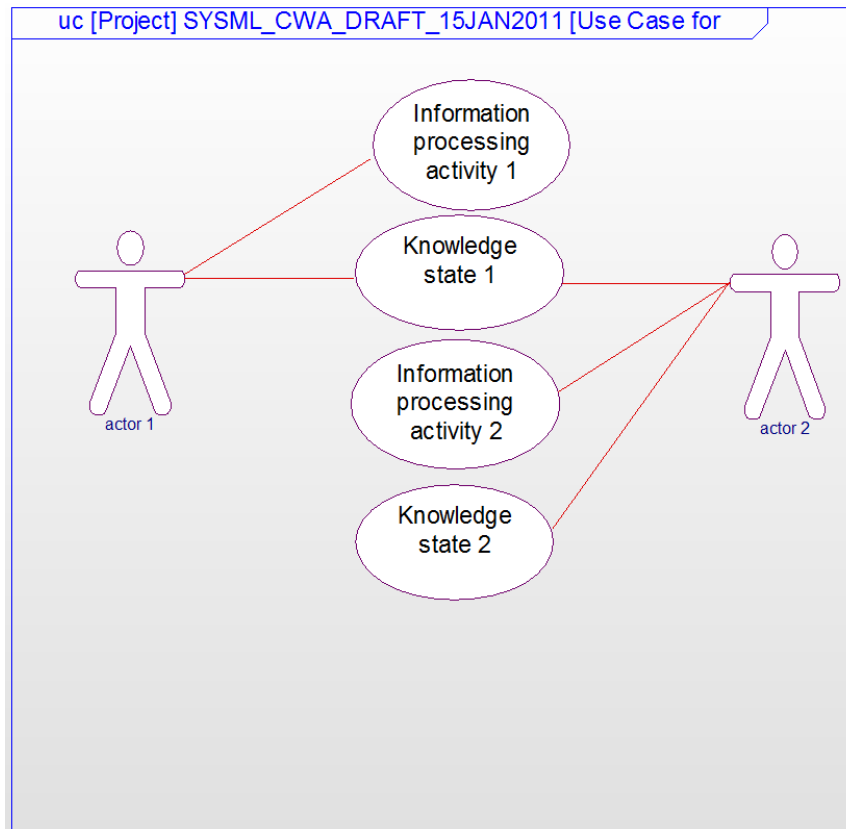 uc [Project] SYSML_CWA_DRAFT_15JAN2011 [Use Case for
Information
processing
activity 1
Knowledge
state 1
actor 1
Information
processing
activity 2
actor 2
Knowledge
state 2